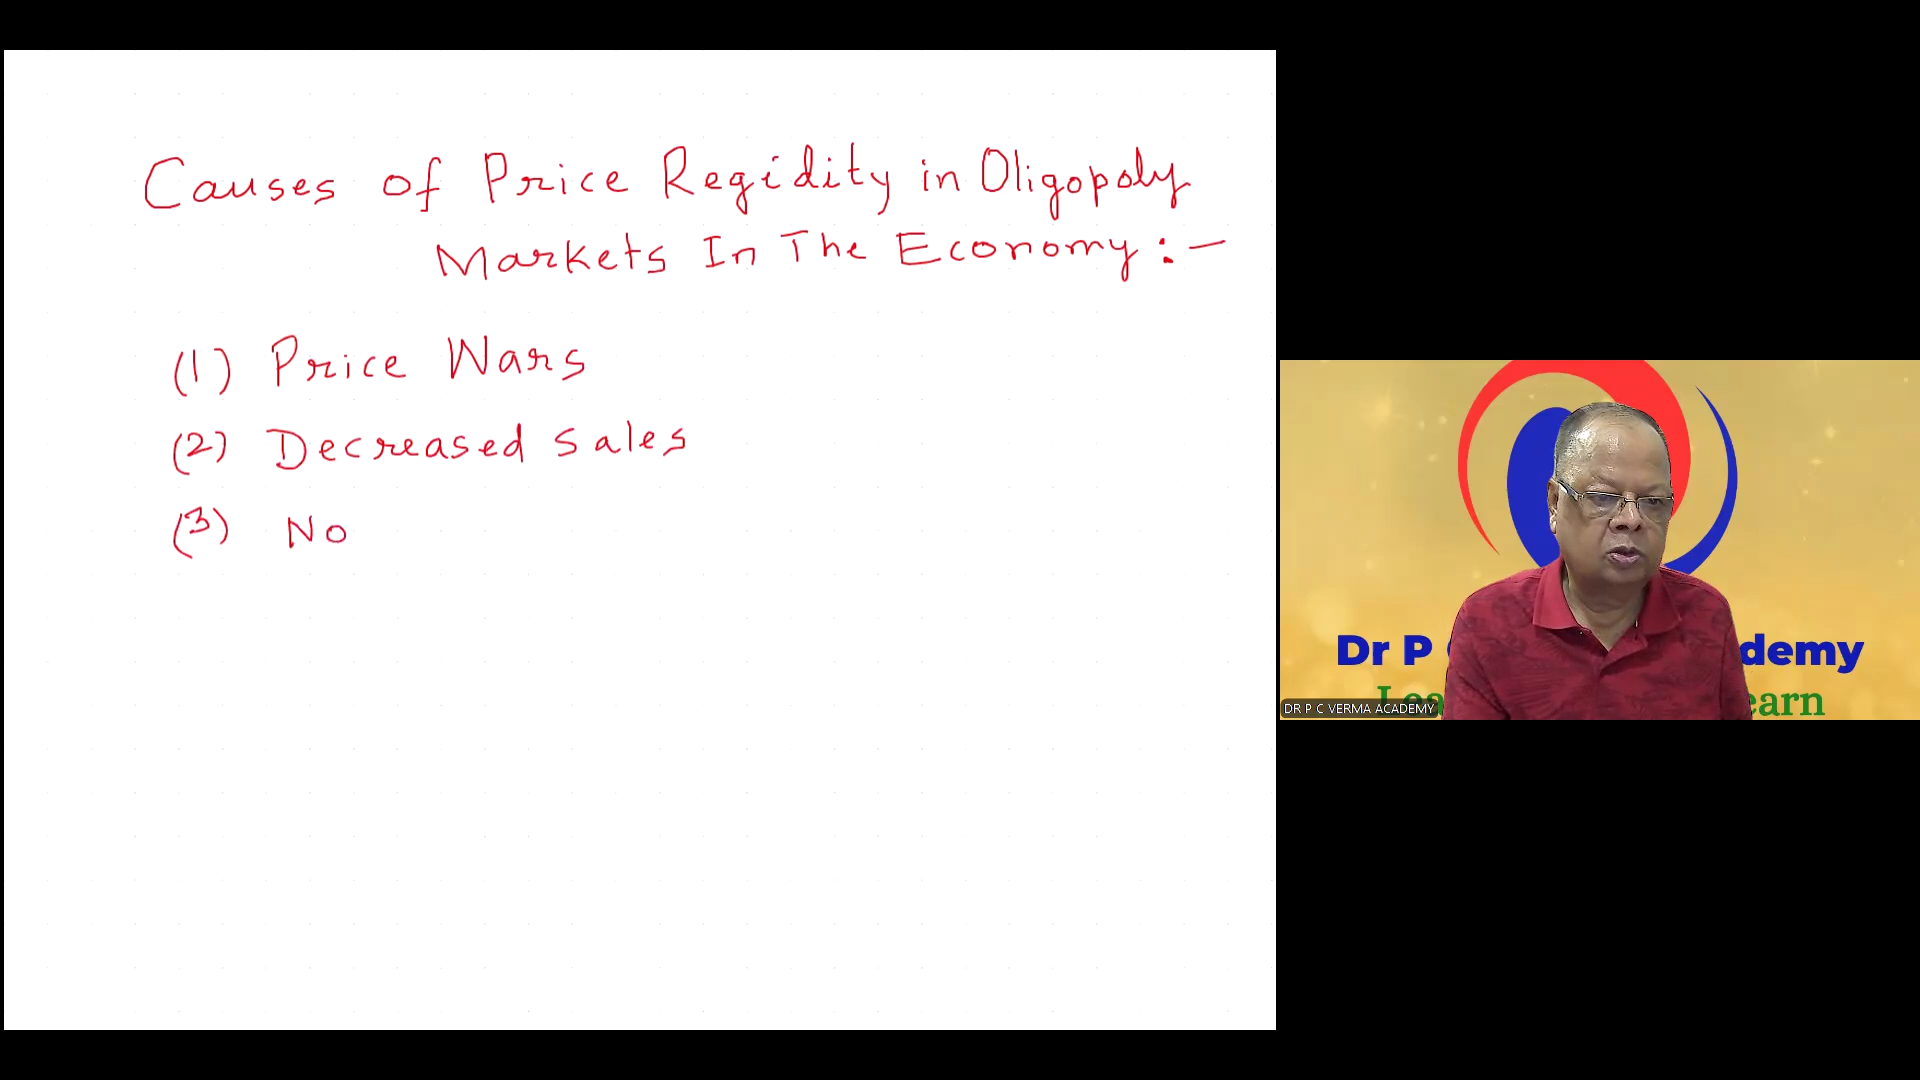 Causes of Price Regidity in Oligopoly
Markets In The Economy : -
(1) Price Wars
(2) Decreased Sales
(3) No
Dr P demy
earn
DR P C VERMA ACADEMY